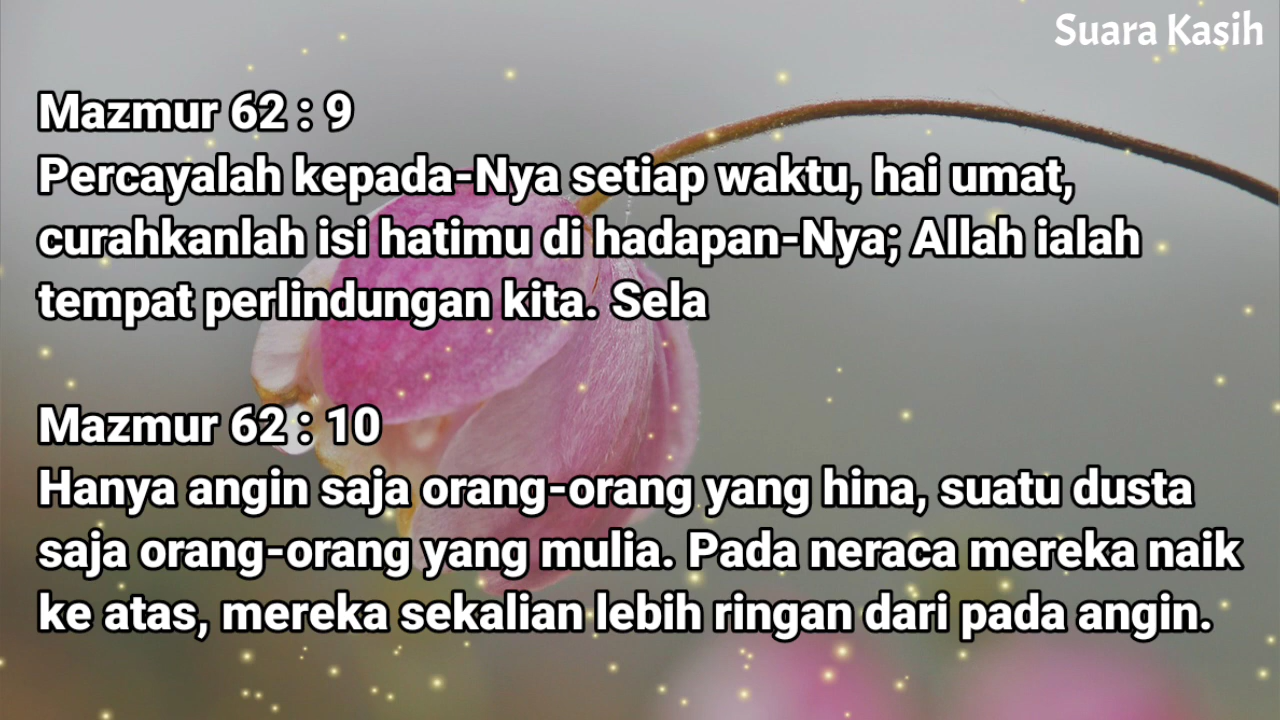 Suara Kasih
Mazmur 62 : 9
Percayalah kepada-Nya setiap waktu, hai umat,
curahkanlah isi hatimu di hadapan-Nya; Allah ialah
tempat perlindungan kita. Sela
Mazmur 62 : 10
Hanya angin saja orang-orang yang hina, suatu dusta
saja orang-orang yang mulia. Pada neraca mereka naik
ke atas, mereka sekalian lebih ringan dari pada angin.